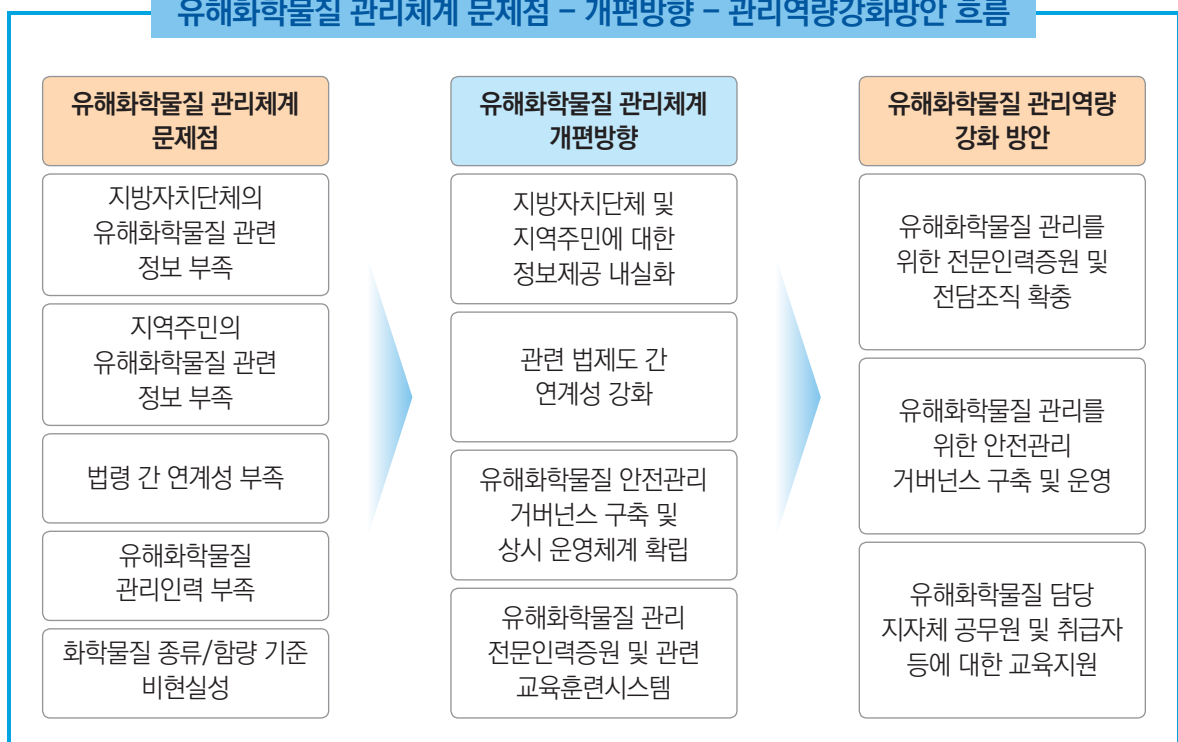 유해화학물질 관리체계 문제점 – 개편방향 – 관리역량강화방안 흐름
유해화학물질 관리체계
문제점
지방자치단체의
유해화학물질 관련
정보 부족
지역주민의
유해화학물질 관련
정보 부족
법령 간 연계성 부족
유해화학물질
관리인력 부족
화학물질 종류/함량 기준
비현실성
유해화학물질 관리체계
개편방향
지방자치단체 및
지역주민에 대한
정보제공 내실화
관련 법제도 간
연계성 강화
유해화학물질 안전관리
거버넌스 구축 및
상시 운영체계 확립
유해화학물질 관리
전문인력증원 및 관련
교육훈련시스템
유해화학물질 관리역량
강화 방안
유해화학물질 관리를
위한 전문인력증원 및
전담조직 확충
유해화학물질 관리를
위한 안전관리
거버넌스 구축 및 운영
유해화학물질 담당
지자체 공무원 및 취급자
등에 대한 교육지원